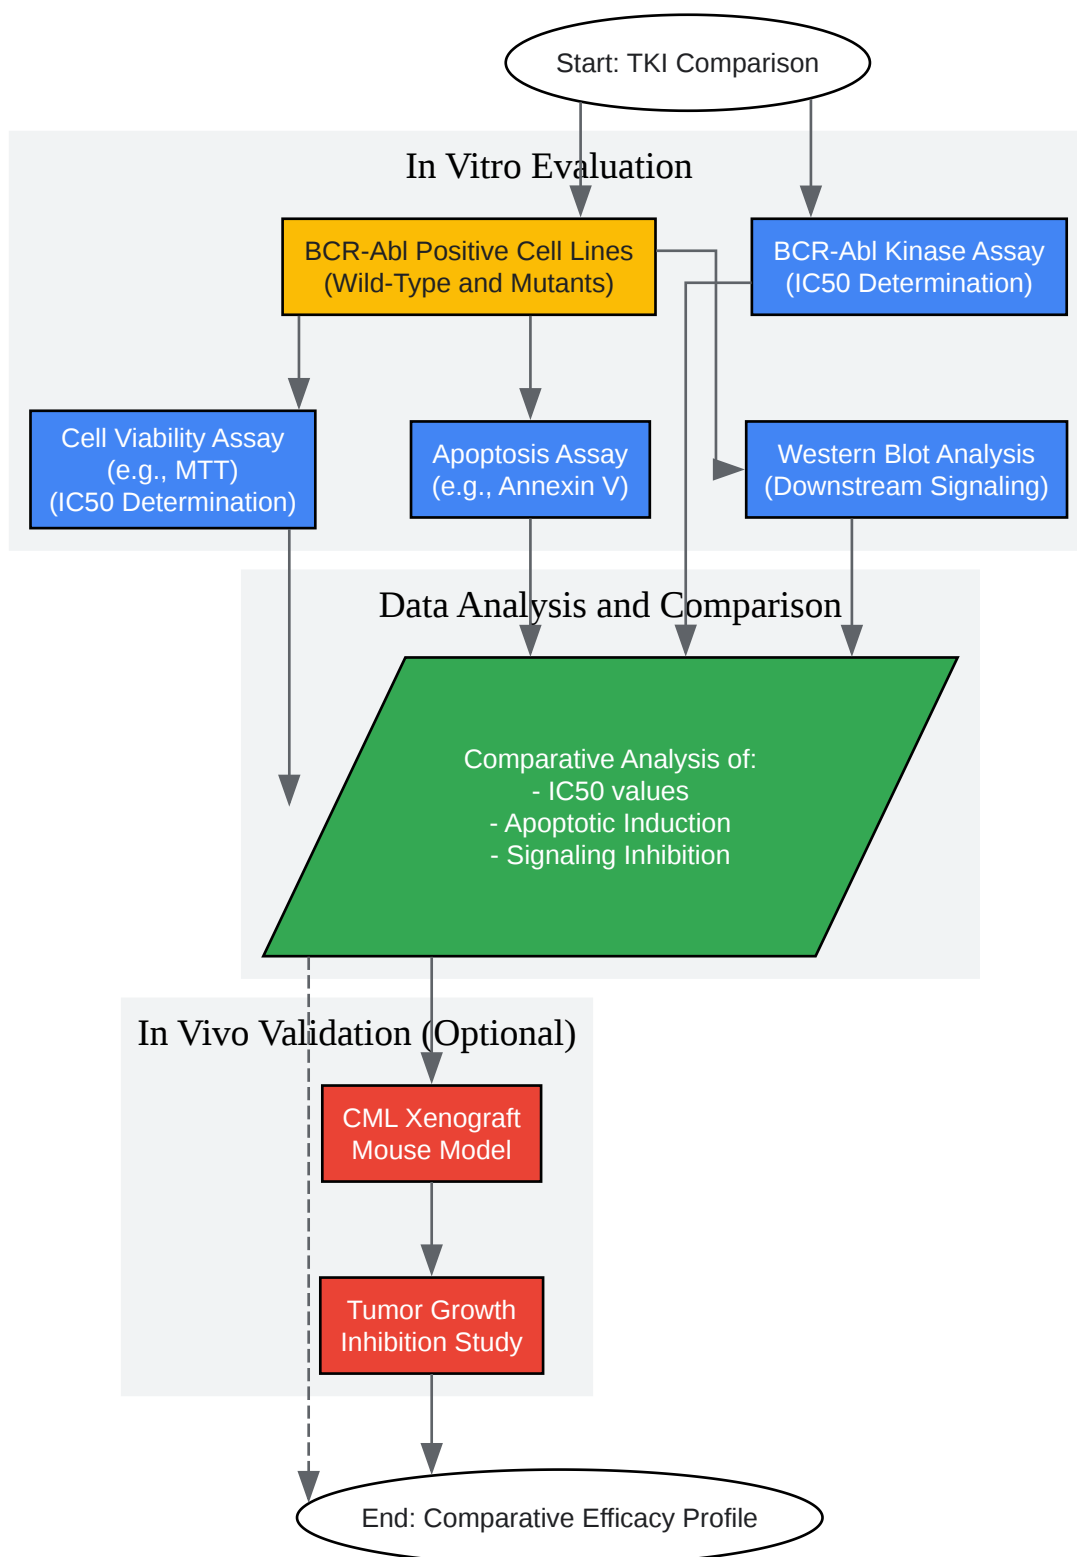 Start: TKI Comparison
In Vitro Evaluation
BCR-Abl Positive Cell Lines
(Wild-Type and Mutants)
BCR-Abl Kinase Assay
(IC50 Determination)
Cell Viability Assay
(e.g., MTT)
(IC50 Determination)
Apoptosis Assay
(e.g., Annexin V)
Western Blot Analysis
(Downstream Signaling)
Data Analysis and Comparison
Comparative Analysis of:
- IC50 values
- Apoptotic Induction
- Signaling Inhibition
In Vivo Validation (Optional)
CML Xenograft
Mouse Model
Tumor Growth
Inhibition Study
End: Comparative Efficacy Profile